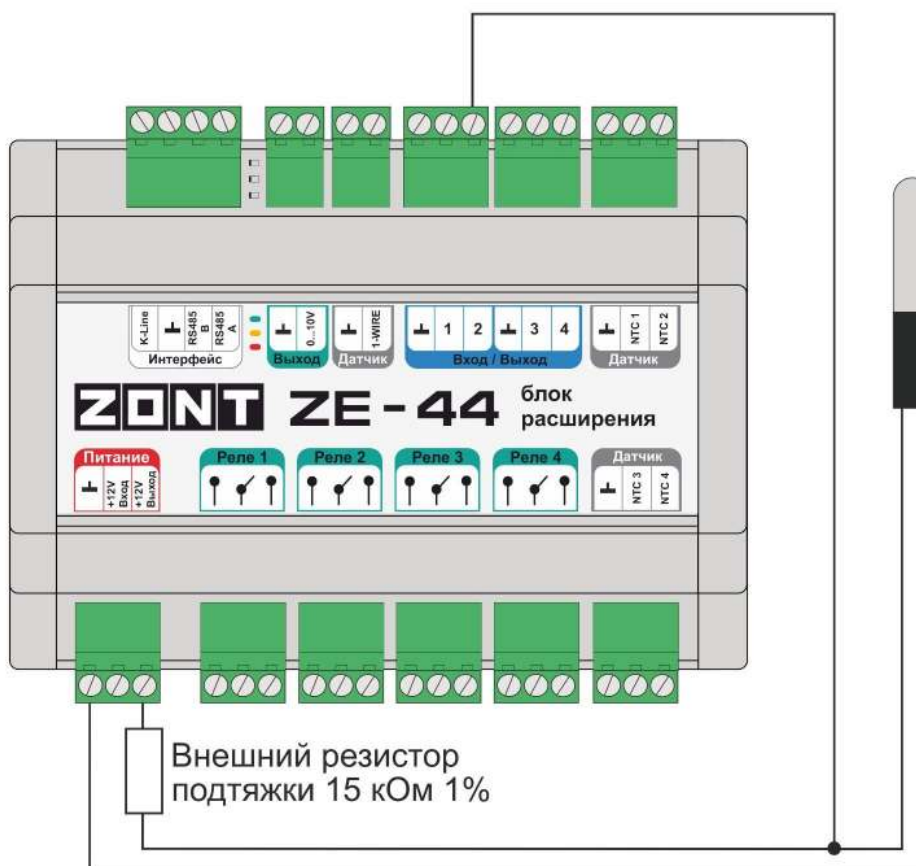 K-Line
RS485 B
RS485 A
Интерфейс
0...10V
Выход
1-WIRE
Датчик
1 2 3 4
Вход / Выход
NTC 1
NTC 2
Датчик
ZONT ZE-44 блок
расширения
Питание
+12V Вход
+12V Выход
Реле 1
Реле 2
Реле 3
Реле 4
Датчик
NTC 3
NTC 4
Внешний резистор
подтяжки 15 кОм 1%